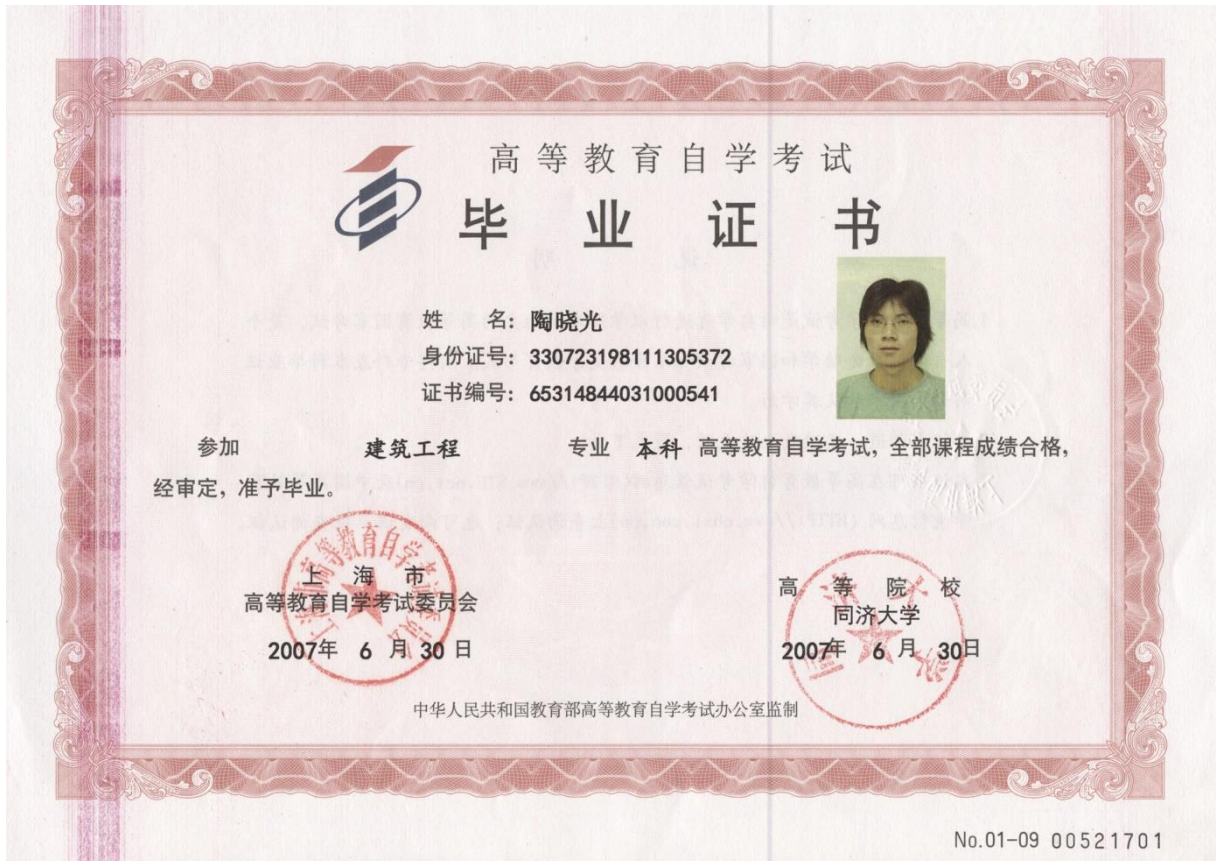 高等教育自学考试
毕业证书
姓名：陶晓光
身份证号：330723198111305372
证书编号：65314844031000541
参加 建筑工程 专业 本科 高等教育自学考试，全部课程成绩合格，
经审定，准予毕业。
上海市
高等教育自学考试委员会
2007年 6 月 30 日
高等院校
同济大学
2007年 6 月 30日
中华人民共和国教育部高等教育自学考试办公室监制
No.01-09 00521701